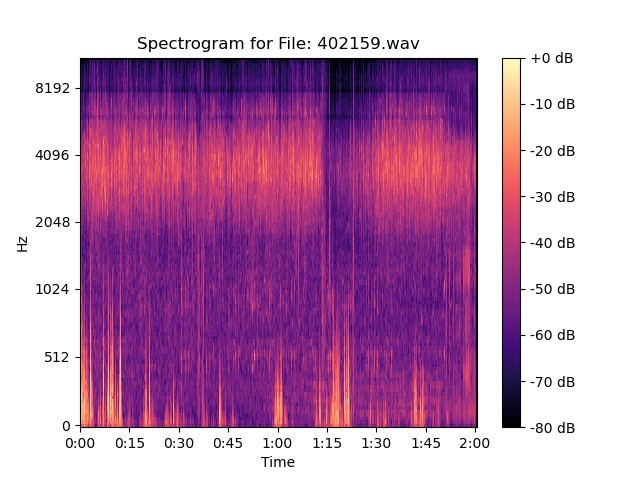 Spectrogram for File: 402159.wav
Hz
8192
4096
2048
1024
512
0
0:00 0:15 0:30 0:45 1:00 1:15 1:30 1:45 2:00
Time
+0 dB
-10 dB
-20 dB
-30 dB
-40 dB
-50 dB
-60 dB
-70 dB
-80 dB